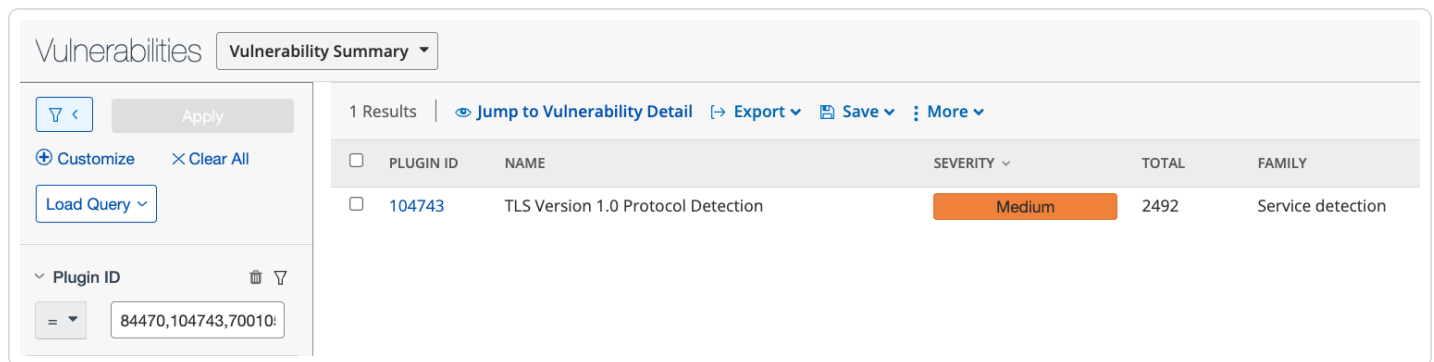 Vulnerabilities Vulnerability Summary
Apply
Customize Clear All
Load Query
Plugin ID
= 84470,104743,70010
1 Results Jump to Vulnerability Detail Export Save More
PLUGIN ID NAME SEVERITY TOTAL FAMILY
104743 TLS Version 1.0 Protocol Detection Medium 2492 Service detection